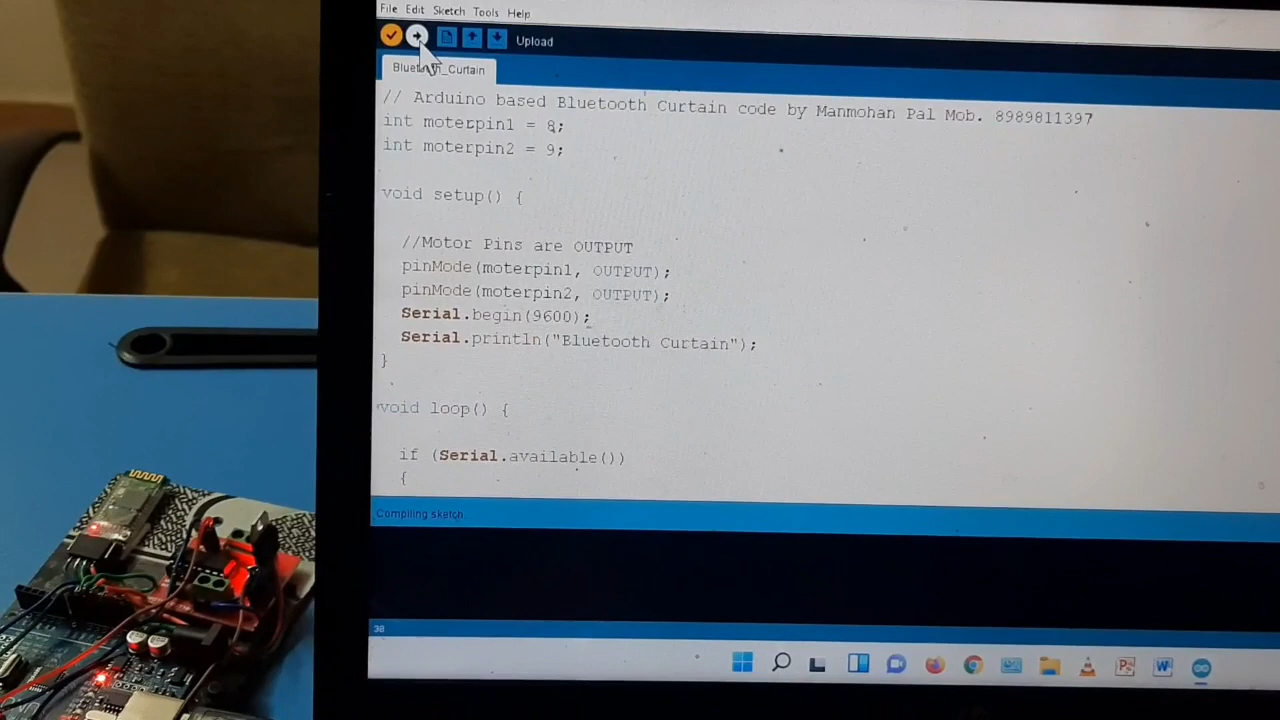 File Edit Sketch Tools Help
Upload
Bluetooth_Curtain
// Arduino based Bluetooth Curtain code by Manmohan Pal Mob. 8989811397
int moterpin1 = 8;
int moterpin2 = 9;
void setup() {
//Motor Pins are OUTPUT
pinMode(moterpin1, OUTPUT);
pinMode(moterpin2, OUTPUT);
Serial.begin(9600);
Serial.println("Bluetooth Curtain");
}
void loop() {
if (Serial.available())
{
Compiling sketch
38